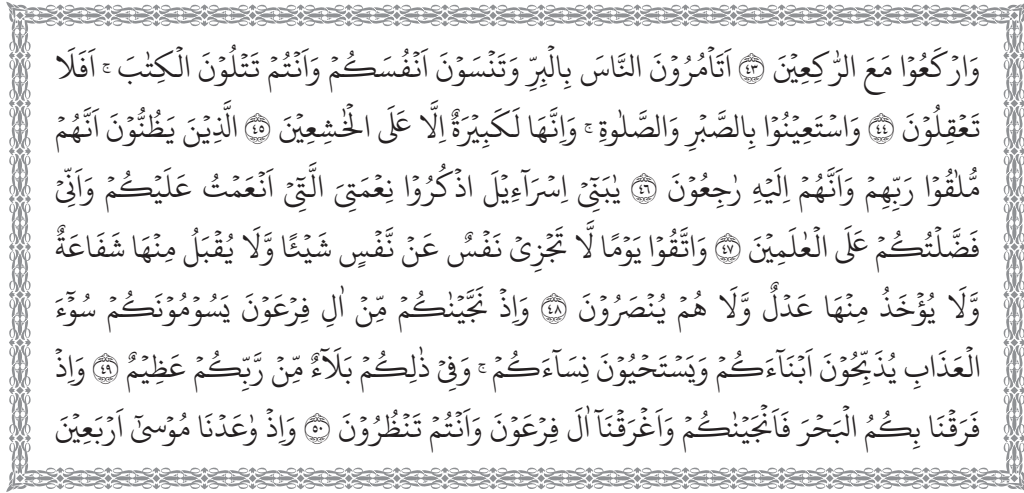 وَارۡكَعُوۡا مَعَ الرّٰكِعِيۡنَ ﴿٤٣﴾ اَتَاۡمُرُوۡنَ النَّاسَ بِالۡبِرِّ وَتَنۡسَوۡنَ اَنۡفُسَكُمۡ وَاَنۡتُمۡ تَتۡلُوۡنَ الۡكِتٰبَ ؕ اَفَلَا
تَعۡقِلُوۡنَ ﴿٤٤﴾ وَاسۡتَعِيۡنُوۡا بِالصَّبۡرِ وَالصَّلٰوةِ ؕ وَاِنَّهَا لَكَبِيۡرَةٌ اِلَّا عَلَى الۡخٰشِعِيۡنَ ﴿٤٥﴾ الَّذِيۡنَ يَظُنُّوۡنَ اَنَّهُمۡ
مُّلٰقُوۡا رَبِّهِمۡ وَاَنَّهُمۡ اِلَيۡهِ رٰجِعُوۡنَ ﴿٤٦﴾ يٰبَنِىۡٓ اِسۡرَآءِيۡلَ اذۡكُرُوۡا نِعۡمَتِىَ الَّتِىۡٓ اَنۡعَمۡتُ عَلَيۡكُمۡ وَاَنِّىۡ
فَضَّلۡتُكُمۡ عَلَى الۡعٰلَمِيۡنَ ﴿٤٧﴾ وَاتَّقُوۡا يَوۡمًا لَّا تَجۡزِىۡ نَفۡسٌ عَنۡ نَّفۡسٍ شَيۡـًٔا وَّلَا يُقۡبَلُ مِنۡهَا شَفَاعَةٌ
وَّلَا يُؤۡخَذُ مِنۡهَا عَدۡلٌ وَّلَا هُمۡ يُنۡصَرُوۡنَ ﴿٤٨﴾ وَاِذۡ نَجَّيۡنٰکُمۡ مِّنۡ اٰلِ فِرۡعَوۡنَ يَسُوۡمُوۡنَكُمۡ سُوۡٓءَ
الۡعَذَابِ يُذَبِّحُوۡنَ اَبۡنَآءَكُمۡ وَيَسۡتَحۡيُوۡنَ نِسَآءَكُمۡ ؕ وَفِىۡ ذٰلِكُمۡ بَلَاۤءٌ مِّنۡ رَّبِّكُمۡ عَظِيۡمٌ ﴿٤٩﴾ وَاِذۡ
فَرَقۡنَا بِكُمُ الۡبَحۡرَ فَاَنۡجَيۡنٰکُمۡ وَاَغۡرَقۡنَآ اٰلَ فِرۡعَوۡنَ وَاَنۡتُمۡ تَنۡظُرُوۡنَ ﴿٥٠﴾ وَاِذۡ وٰعَدۡنَا مُوۡسٰٓى اَرۡبَعِيۡنَ